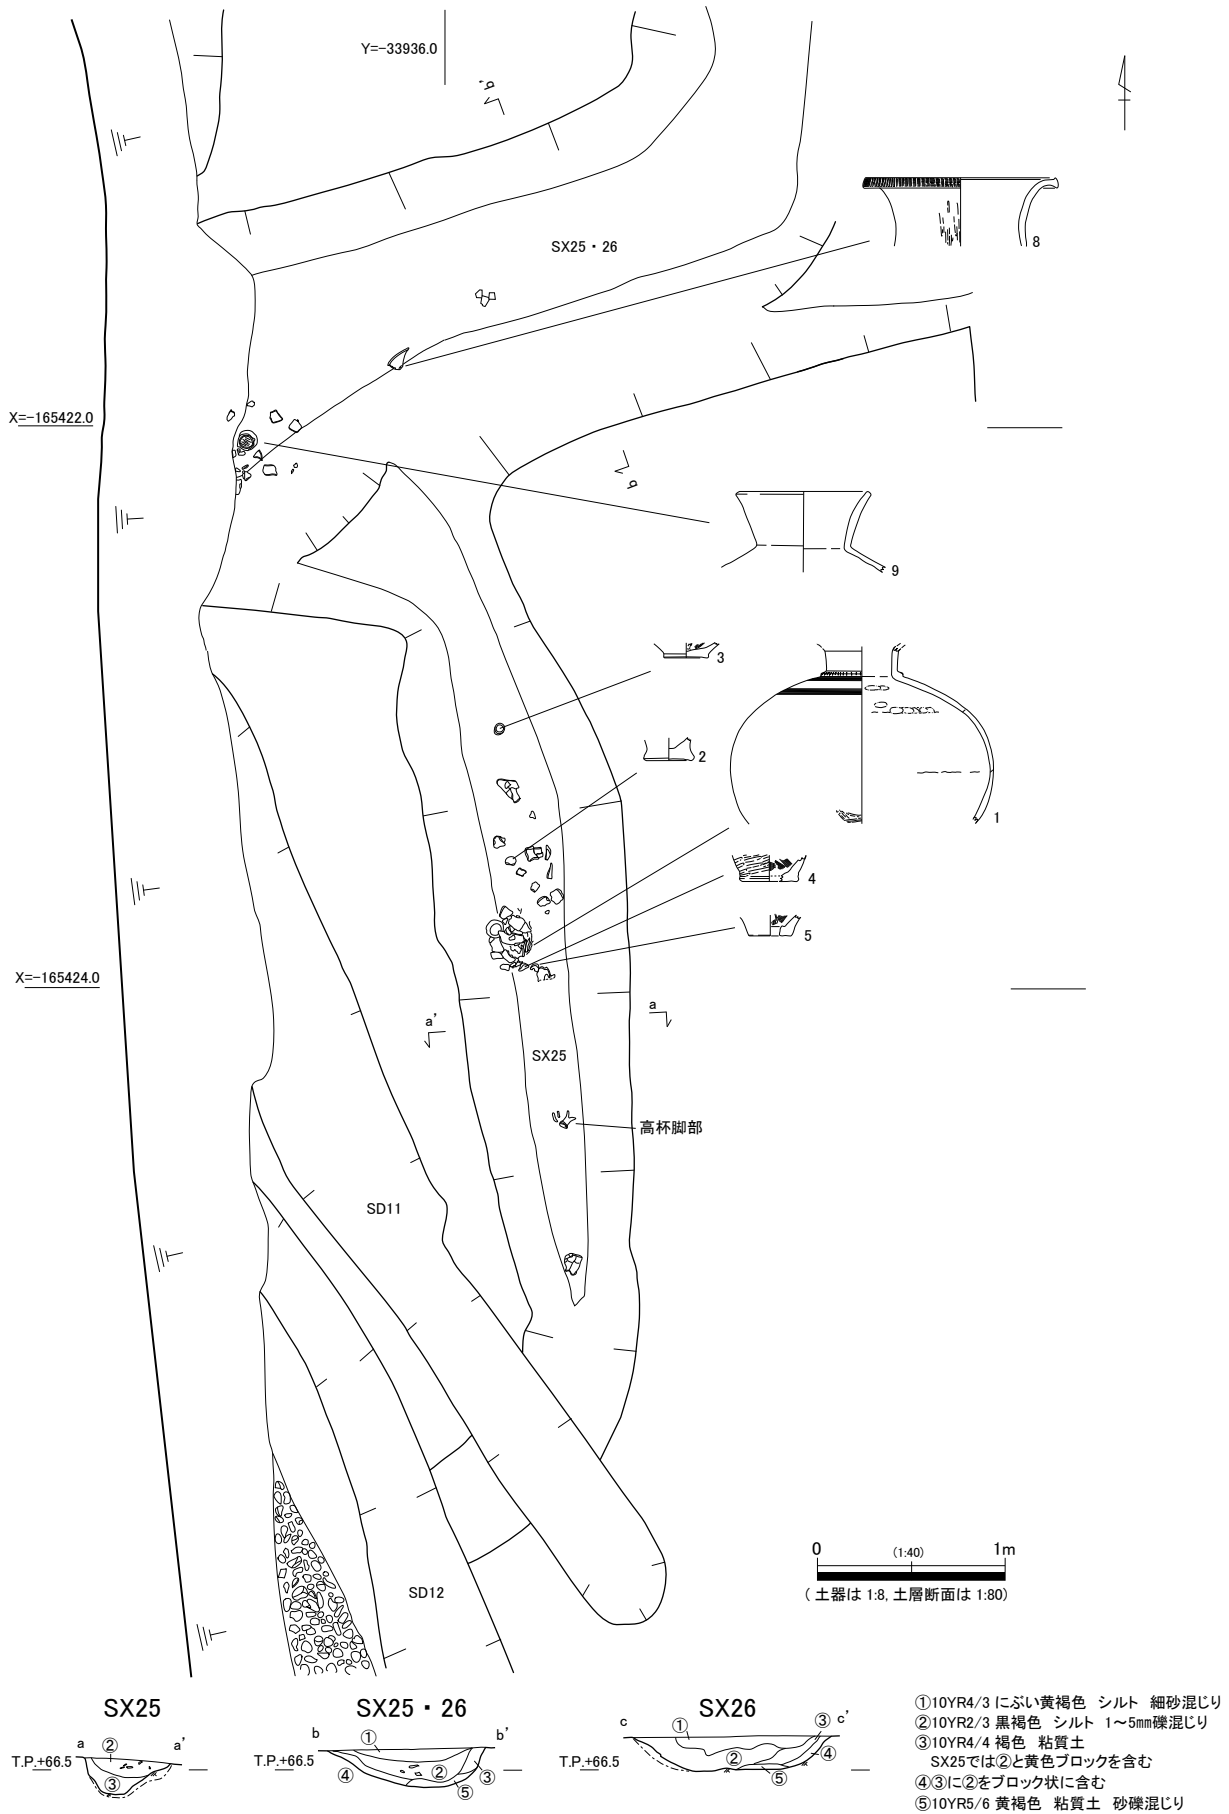 Y=-33936.0
b'
SX25・26
8
X=-165422.0
b
9
3
2
1
4
5
X=-165424.0
a'
a
SX25
高杯脚部
SD11
SD12
0 (1:40) 1m
(土器は 1:8, 土層断面は 1:80)
SX25
a ② a'
T.P.+66.5
③
SX25・26
b ① b'
T.P.+66.5
④ ② ③
⑤
SX26
c ① ③ c'
T.P.+66.5
② ④
⑤
①10YR4/3 にぶい黄褐色 シルト 細砂混じり
②10YR2/3 黒褐色 シルト 1～5㎜礫混じり
③10YR4/4 褐色 粘質土
SX25では②と黄色ブロックを含む
④③に②をブロック状に含む
⑤10YR5/6 黄褐色 粘質土 砂礫混じり